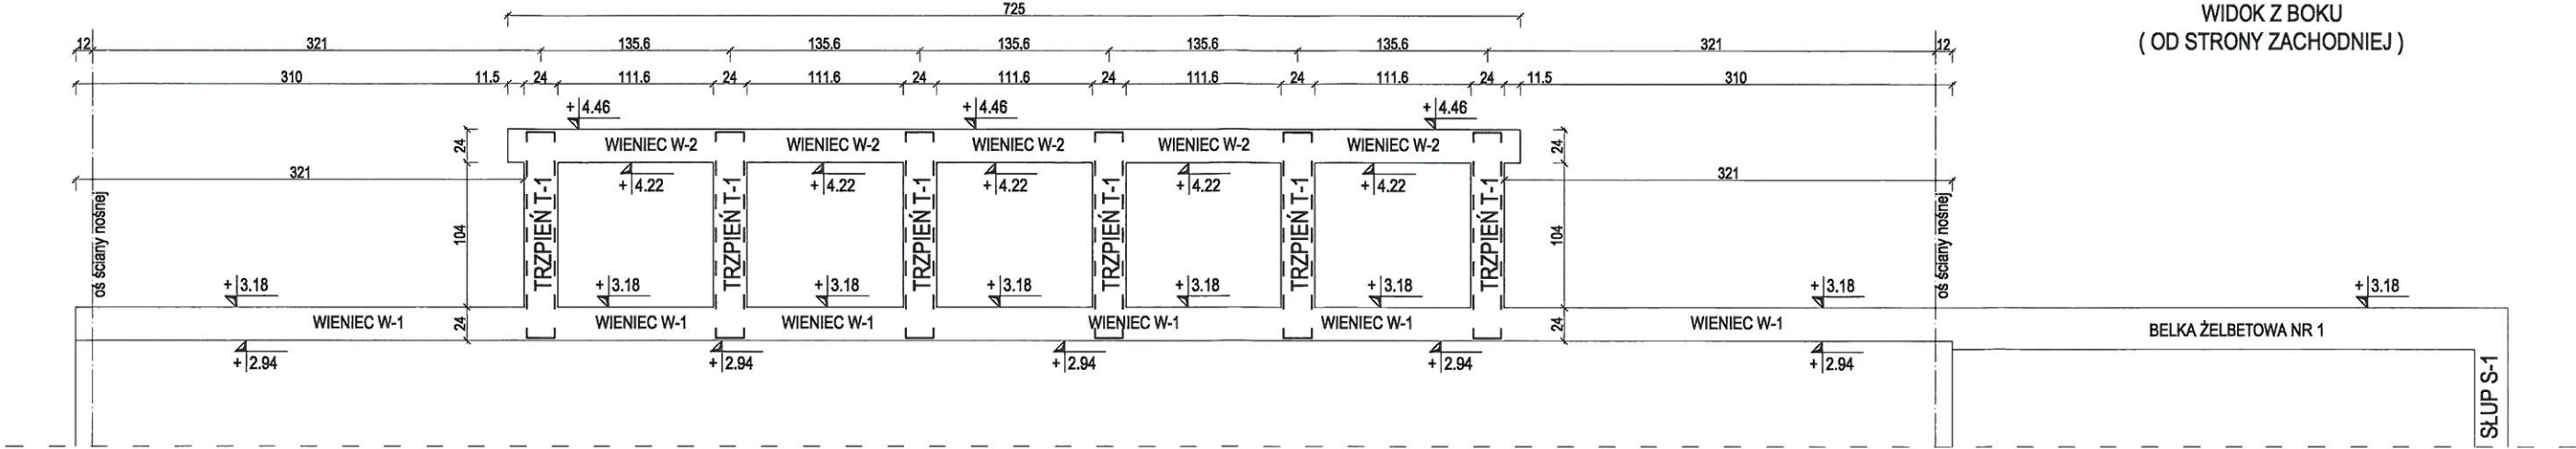 725
WIDOK Z BOKU
( OD STRONY ZACHODNIEJ )
12 321 135.6 135.6 135.6 135.6 135.6 321 12
310 11.5 24 111.6 24 111.6 24 111.6 24 111.6 24 111.6 24 11.5 310
+4.46 +4.46 +4.46
24 WIENIEC W-2 WIENIEC W-2 WIENIEC W-2 WIENIEC W-2 WIENIEC W-2 24
321 +4.22 +4.22 +4.22 +4.22 +4.22 321
oś ściany nośnej
104
TRZPIEŃ T-1
TRZPIEŃ T-1
TRZPIEŃ T-1
TRZPIEŃ T-1
TRZPIEŃ T-1
TRZPIEŃ T-1
104
oś ściany nośnej
+3.18 +3.18 +3.18 +3.18 +3.18 +3.18 +3.18 +3.18
WIENIEC W-1 24 WIENIEC W-1 WIENIEC W-1 WIENIEC W-1 WIENIEC W-1 24 WIENIEC W-1 BELKA ŻELBETOWA NR 1
+2.94 +2.94 +2.94 +2.94 +2.94
SŁUP S-1